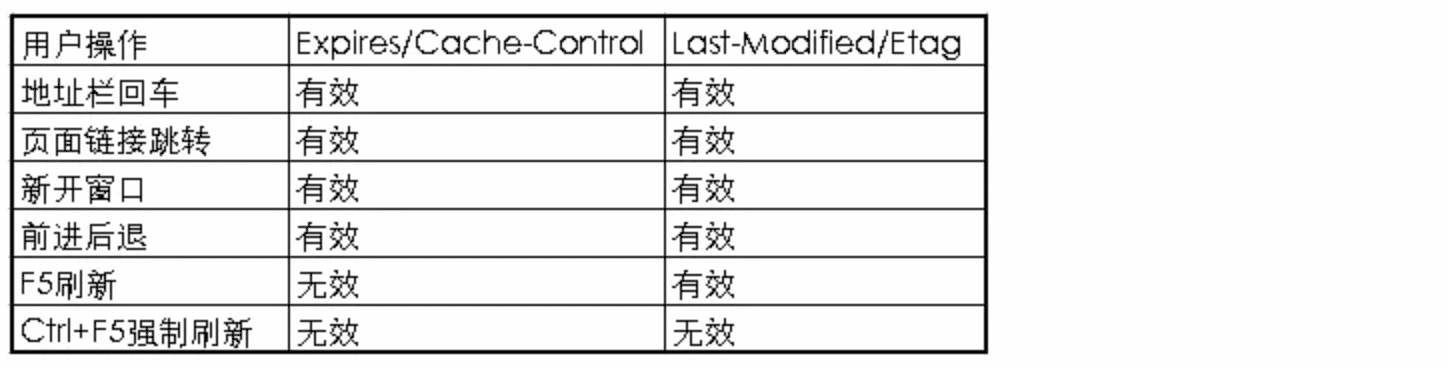 用户操作 Expires/Cache-Control Last-Modified/Etag
地址栏回车 有效 有效
页面链接跳转 有效 有效
新开窗口 有效 有效
前进后退 有效 有效
F5刷新 无效 有效
Ctrl+F5强制刷新 无效 无效